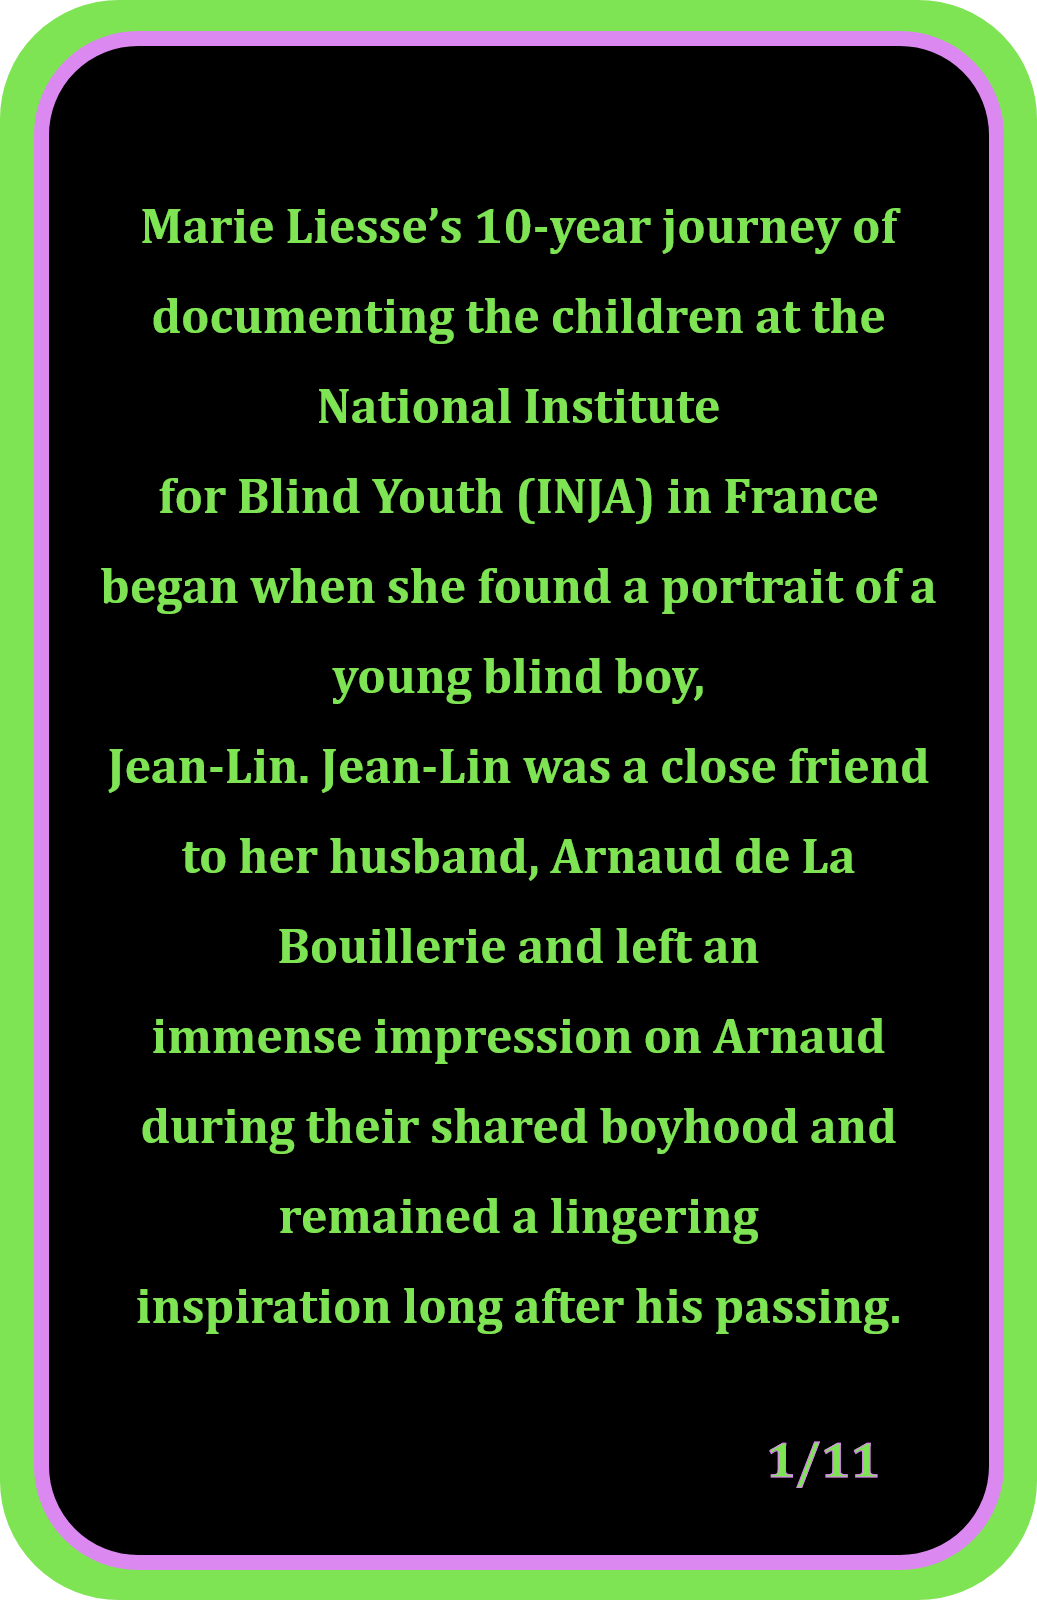 Marie Liesse’s 10-year journey of
documenting the children at the
National Institute
for Blind Youth (INJA) in France
began when she found a portrait of a
young blind boy,
Jean-Lin. Jean-Lin was a close friend
to her husband, Arnaud de La
Bouillerie and left an
immense impression on Arnaud
during their shared boyhood and
remained a lingering
inspiration long after his passing.
1/11